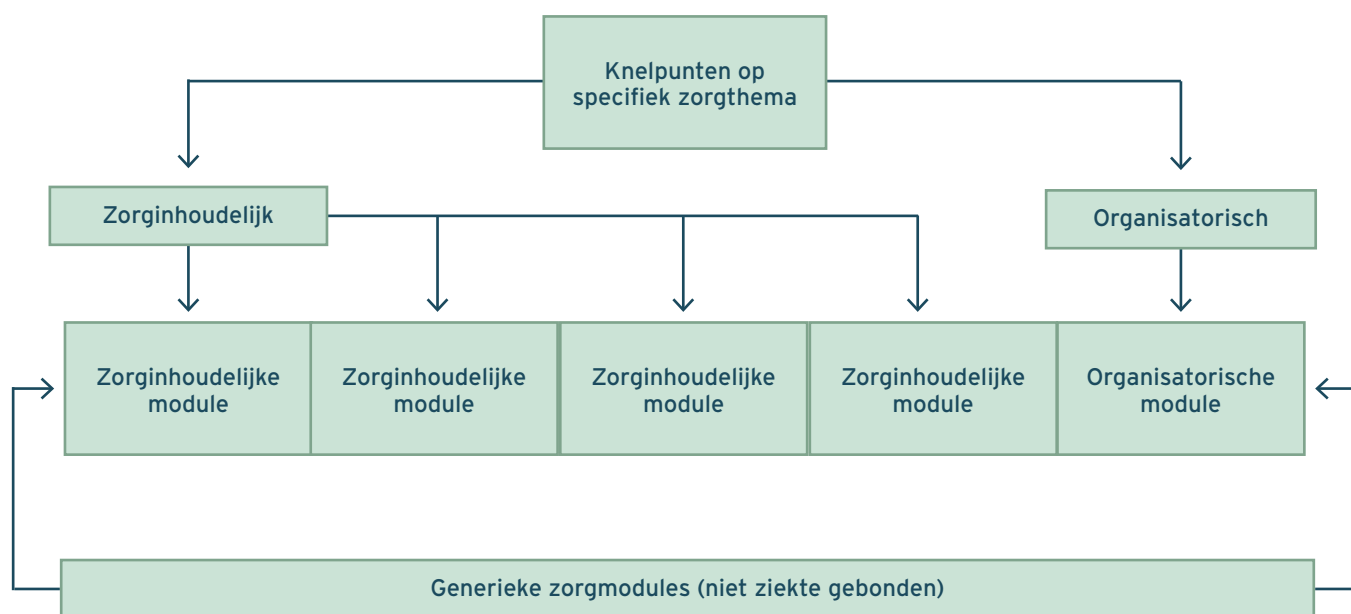 Knelpunten op
specifiek zorgthema
Zorginhoudelijk
Organisatorisch
Zorginhoudelijke
module
Zorginhoudelijke
module
Zorginhoudelijke
module
Zorginhoudelijke
module
Organisatorische
module
Generieke zorgmodules (niet ziekte gebonden)